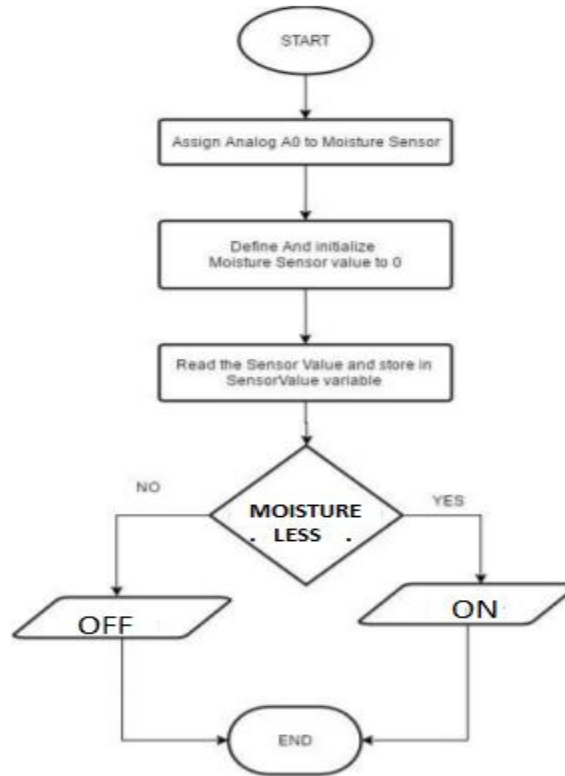 START
Assign Analog A0 to Moisture Sensor
Define And initialize
Moisture Sensor value to 0
Read the Sensor Value and store in
SensorValue variable
NO
YES
MOISTURE
. LESS .
OFF
ON
END